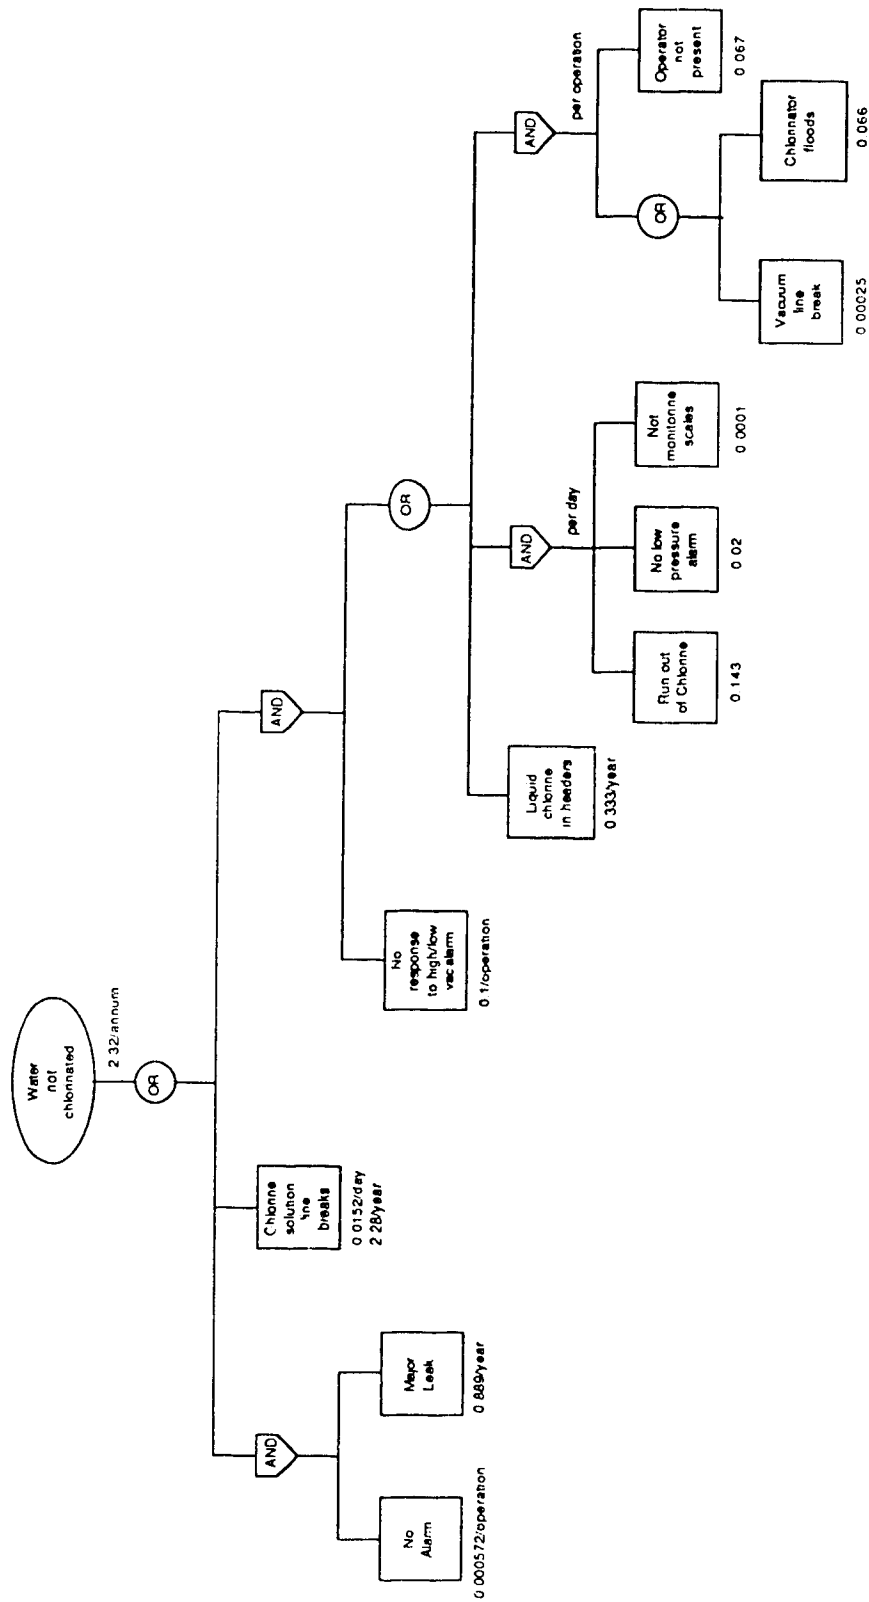 Water
not
chlorinated
2 32/annum
OR
AND
No
Alarm
0 000572/operation
Major
Leak
0 889/year
Chlorine
solution
line
breaks
0 0152/day
2 28/year
AND
No
response
to high/low
vac alarm
0 1/operation
OR
Liquid
chlorine
in headers
0 333/year
AND
per day
Run out
of Chlorine
0 143
No low
pressure
alarm
0 02
Not
monitorine
scales
0 0001
AND
per operation
OR
Vacuum
line
break
0 00025
Chlorinator
floods
0 066
Operator
not
present
0 067